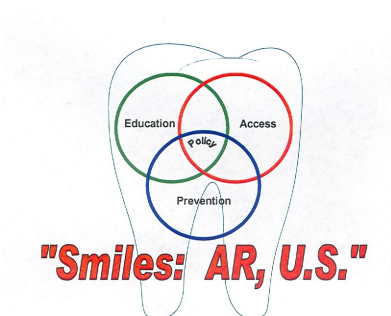 Education
Access
Policy
Prevention
"Smiles: AR, U.S."